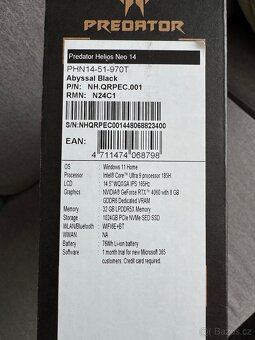 PREDATOR
Predator Helios Neo 14
PHN14-51-970T
Abyssal Black
P/N: NH.QRPEC.001
RMN: N24C1
S/N:NHQRPEC001448068823400
EAN:
4 711474 068798
OS : Windows 11 Home
Processor : Intel® Core™ Ultra 9 processor 185H
LCD : 14.5" WQXGA IPS 165Hz
Graphics : NVIDIA® GeForce RTX™ 4060 with 8 GB
GDDR6 Dedicated VRAM
Memory : 32 GB LPDDR5X Memory
Storage : 1024GB PCIe NVMe SED SSD
WLAN/Bluetooth : WIFI6E+BT
WWAN : NA
Battery : 76Wh Li-ion battery
Software : 1 month trial for new Microsoft 365
customers. Credit card required.
Sbazar.cz